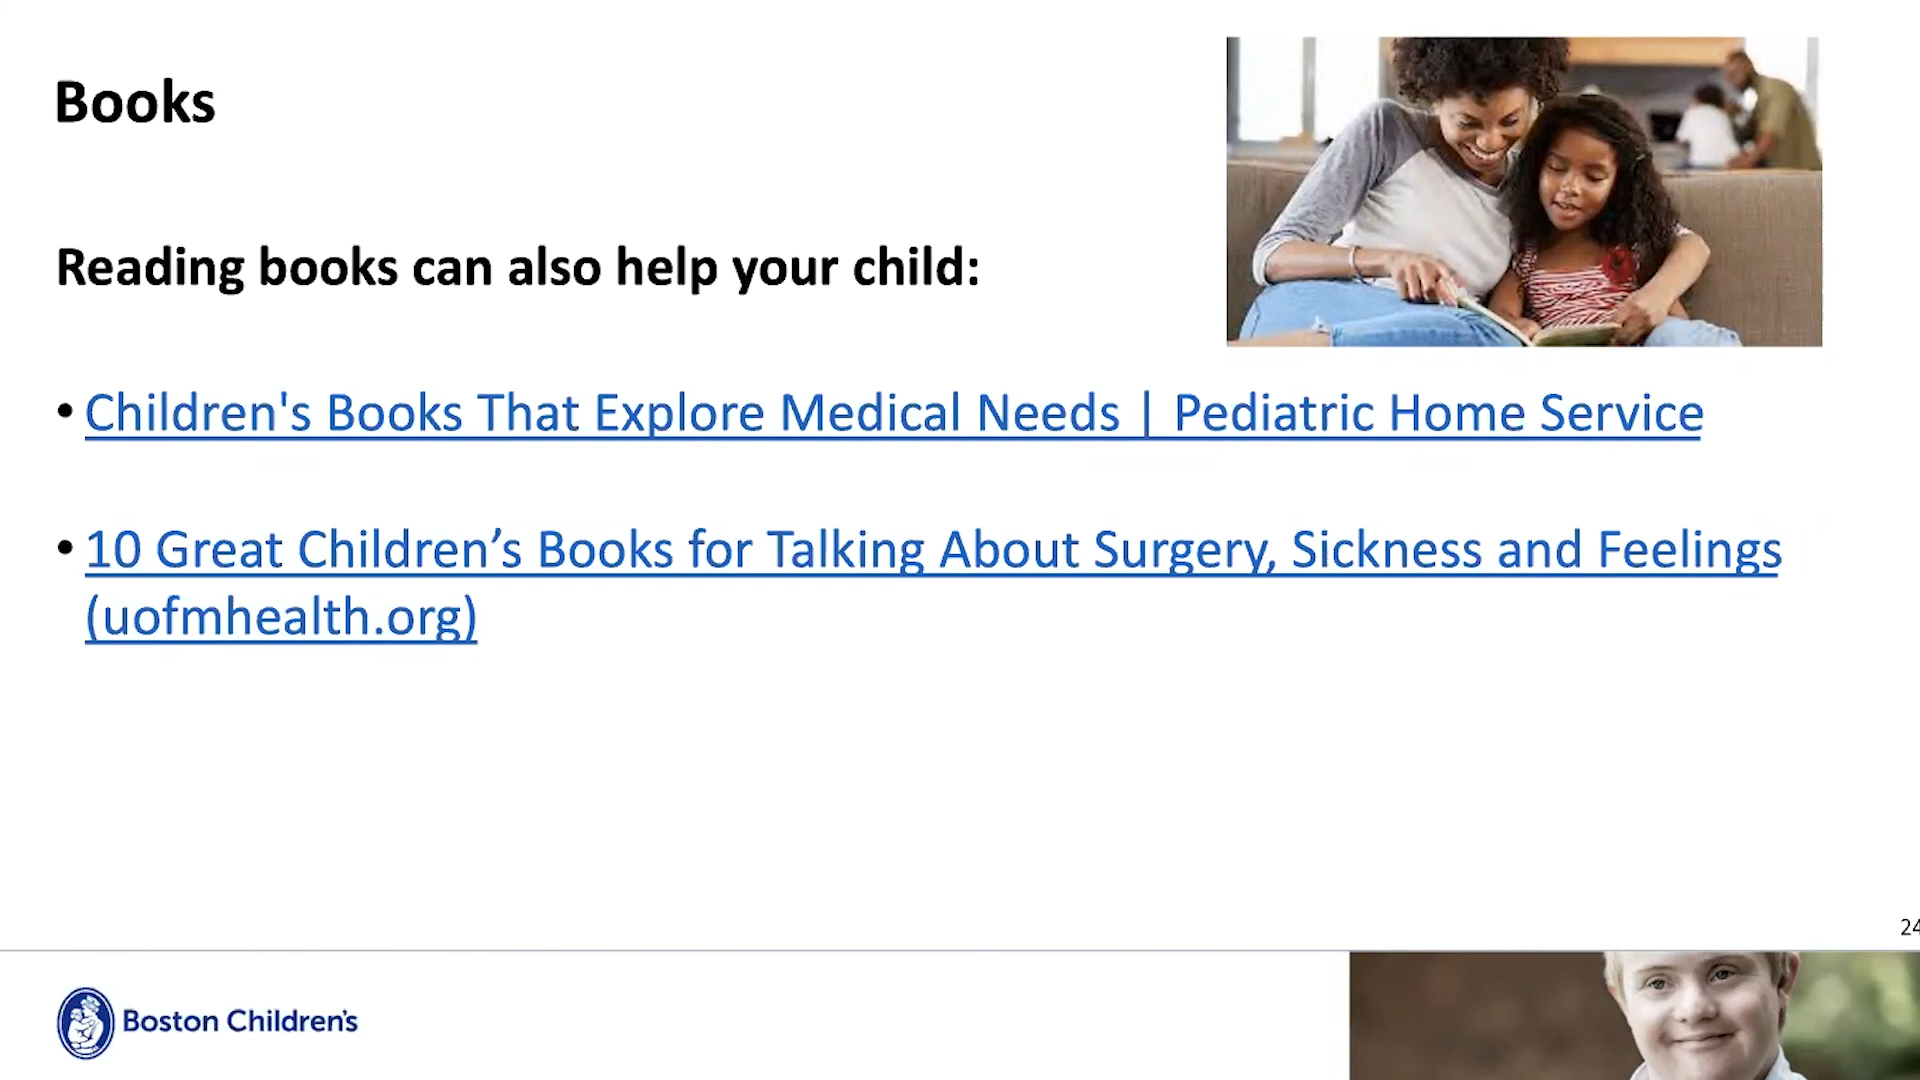 Books
Reading books can also help your child:
• Children's Books That Explore Medical Needs | Pediatric Home Service
• 10 Great Children’s Books for Talking About Surgery, Sickness and Feelings
(uofmhealth.org)
24
Boston Children's